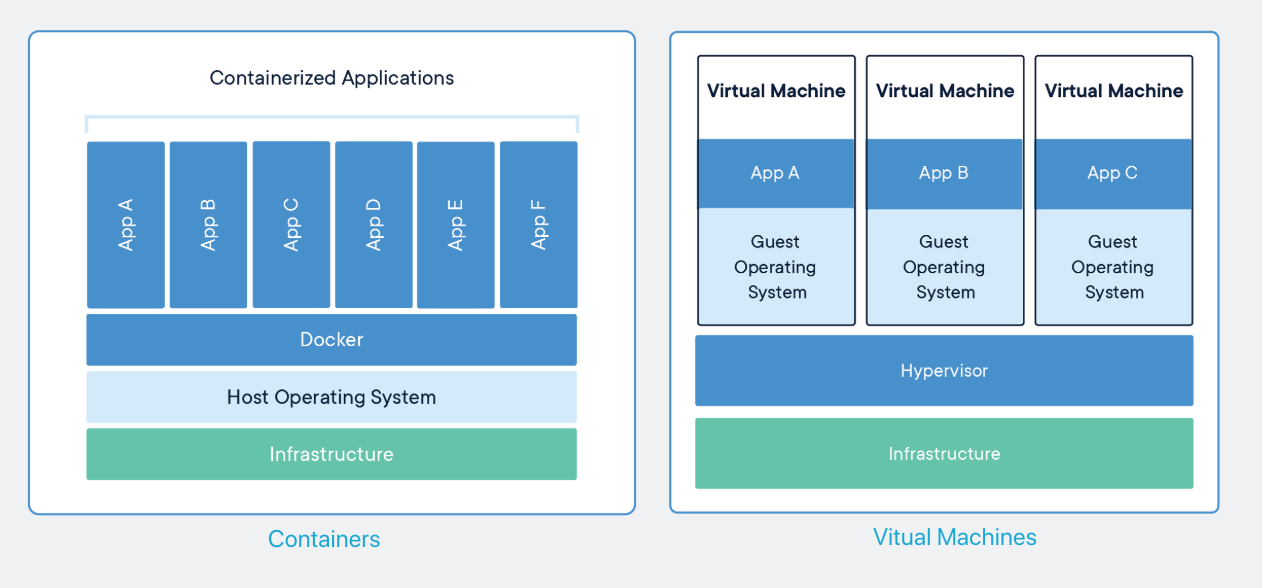 Containerized Applications
App A
App B
App C
App D
App E
App F
Docker
Host Operating System
Infrastructure
Containers
Virtual Machine
App A
Guest
Operating
System
Virtual Machine
App B
Guest
Operating
System
Virtual Machine
App C
Guest
Operating
System
Hypervisor
Infrastructure
Vitual Machines